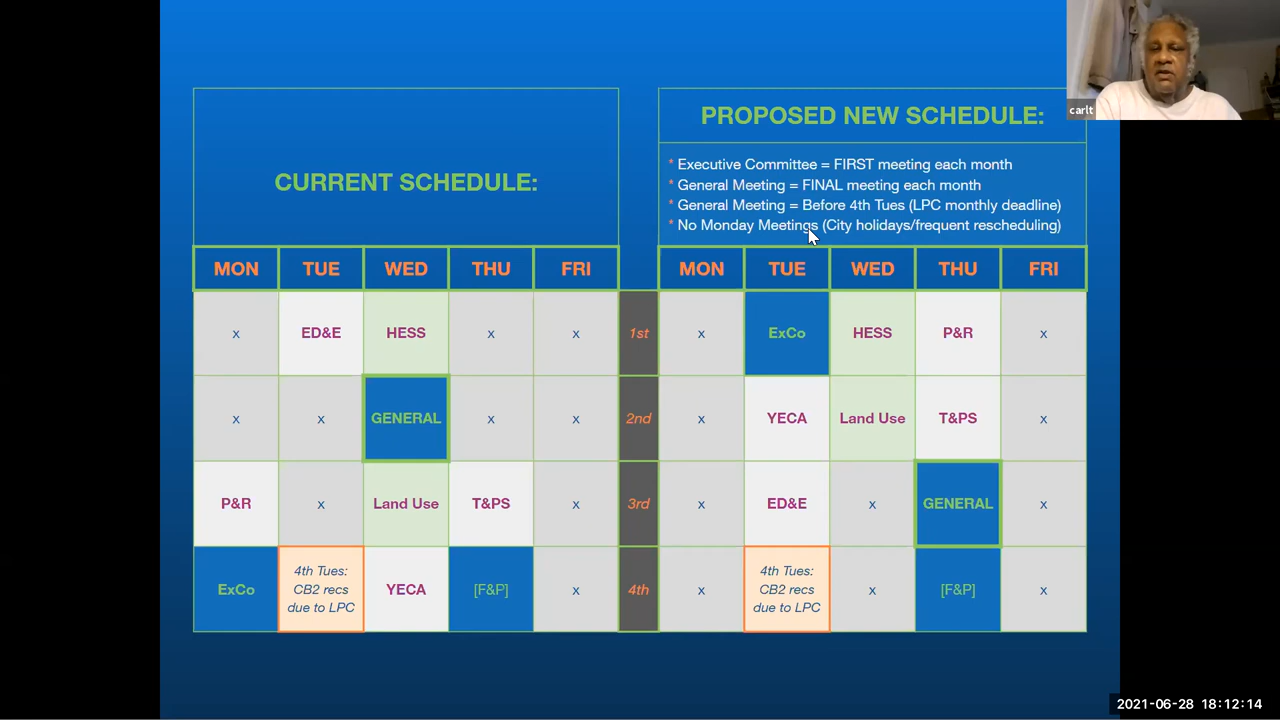 carlt
CURRENT SCHEDULE:
PROPOSED NEW SCHEDULE:
* Executive Committee = FIRST meeting each month
* General Meeting = FINAL meeting each month
* General Meeting = Before 4th Tues (LPC monthly deadline)
* No Monday Meetings (City holidays/frequent rescheduling)
MON TUE WED THU FRI MON TUE WED THU FRI
x ED&E HESS x x 1st x ExCo HESS P&R x
x x GENERAL x x 2nd x YECA Land Use T&PS x
P&R x Land Use T&PS x 3rd x ED&E x GENERAL x
ExCo 4th Tues: CB2 recs due to LPC YECA [F&P] x 4th x 4th Tues: CB2 recs due to LPC x [F&P] x
2021-06-28 18:12:14